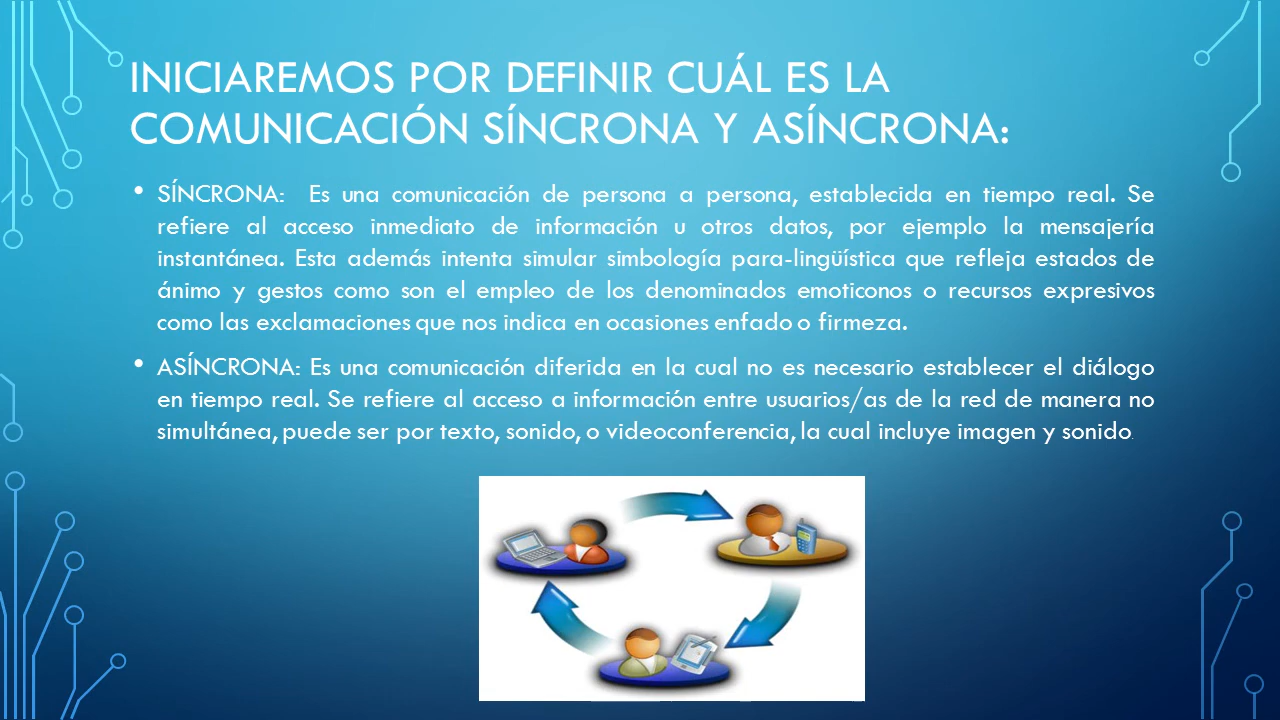 INICIAREMOS POR DEFINIR CUÁL ES LA
COMUNICACIÓN SÍNCRONA Y ASÍNCRONA:
• SÍNCRONA: Es una comunicación de persona a persona, establecida en tiempo real. Se
refiere al acceso inmediato de información u otros datos, por ejemplo la mensajería
instantánea. Esta además intenta simular simbología para-lingüística que refleja estados de
ánimo y gestos como son el empleo de los denominados emoticonos o recursos expresivos
como las exclamaciones que nos indica en ocasiones enfado o firmeza.
• ASÍNCRONA: Es una comunicación diferida en la cual no es necesario establecer el diálogo
en tiempo real. Se refiere al acceso a información entre usuarios/as de la red de manera no
simultánea, puede ser por texto, sonido, o videoconferencia, la cual incluye imagen y sonido.